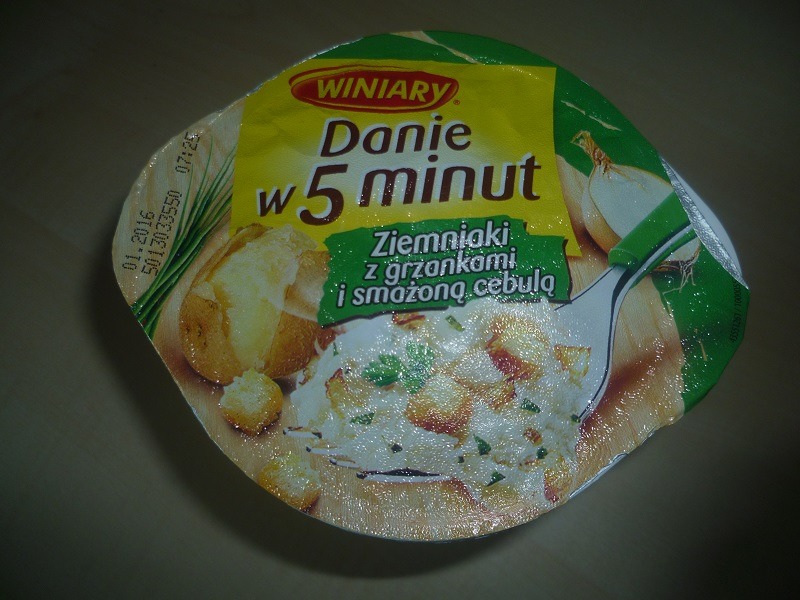 WINIARY
Danie
w 5 minut
Ziemniaki
z grzankami
i smażoną cebulą
01.2016
5013033550 07:25